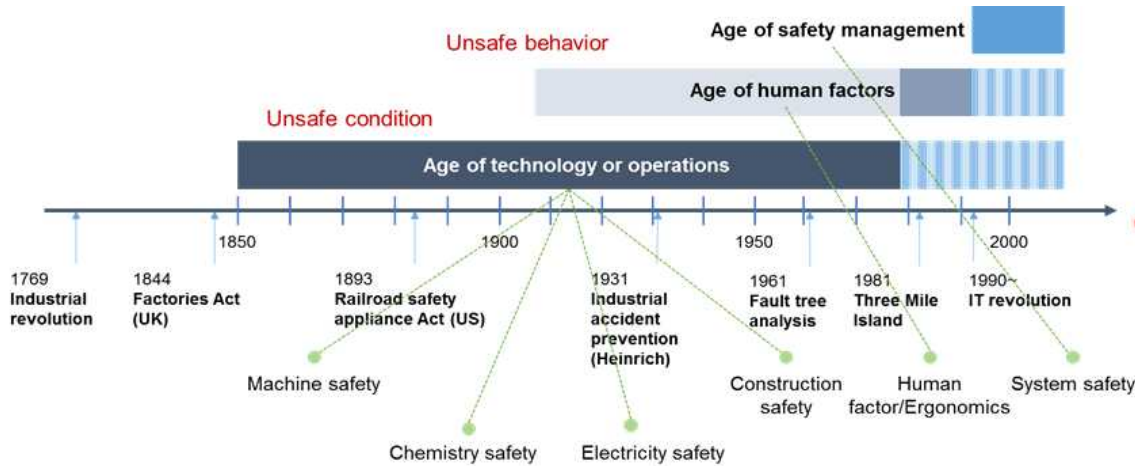 Age of safety management
Unsafe behavior
Age of human factors
Unsafe condition
Age of technology or operations
1850
1900
1950
2000
1769
Industrial
revolution
1844
Factories Act
(UK)
1893
Railroad safety
appliance Act (US)
1931
Industrial
accident
prevention
(Heinrich)
1961
Fault tree
analysis
1981
Three Mile
Island
1990~
IT revolution
Machine safety
Chemistry safety
Electricity safety
Construction
safety
Human
factor/Ergonomics
System safety